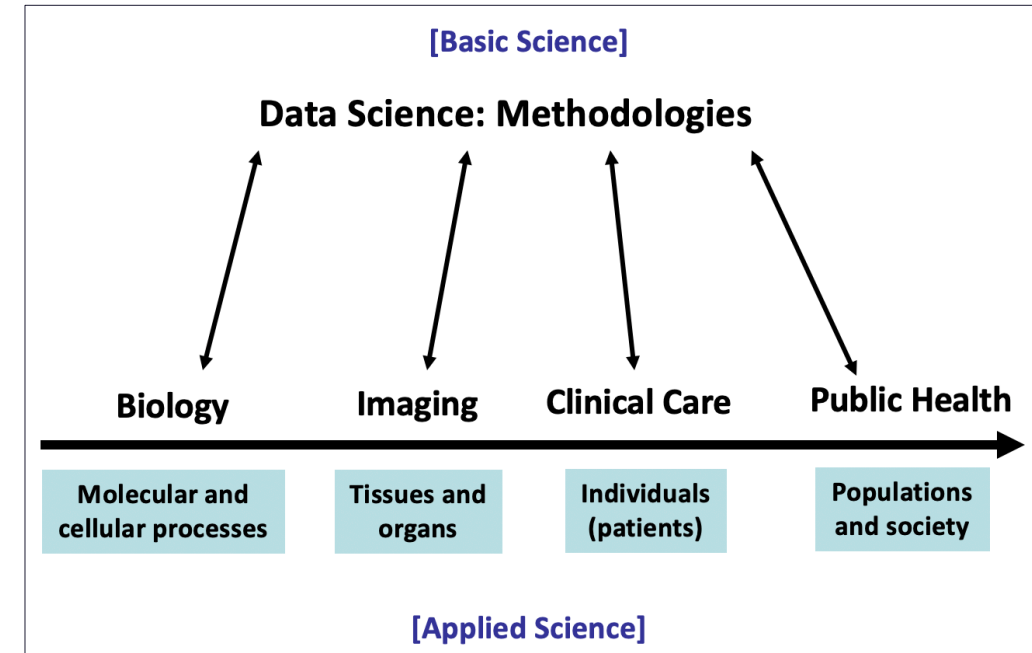 [Basic Science]
Data Science: Methodologies
Biology
Imaging
Clinical Care
Public Health
Molecular and
cellular processes
Tissues and
organs
Individuals
(patients)
Populations
and society
[Applied Science]